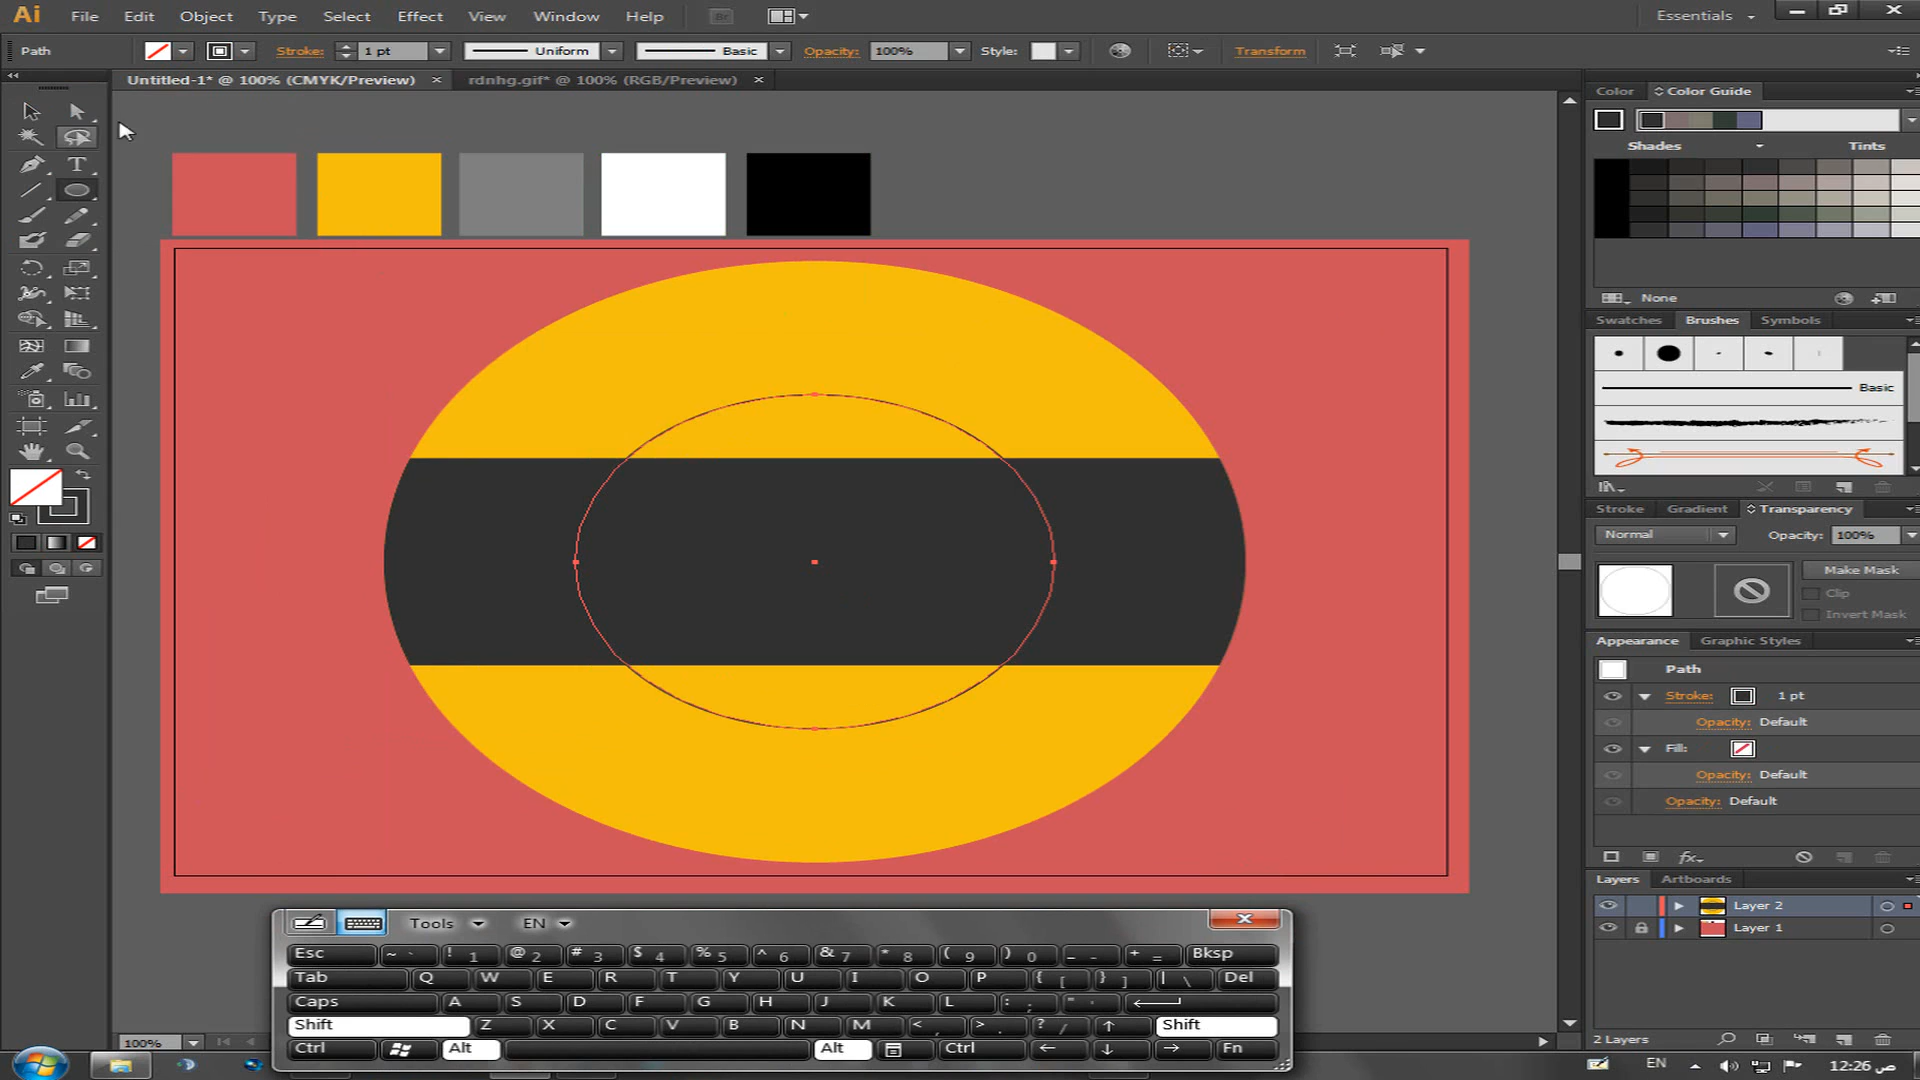 Ai File Edit Object Type Select Effect View Window Help Br Essentials
Path Stroke: 1 pt Uniform Basic Opacity: 100% Style: Transform
Untitled-1* @ 100% (CMYK/Preview) × rdnhg.gif* @ 100% (RGB/Preview) ×
Color Color Guide
Shades Tints
None
Swatches Brushes Symbols
Basic
Stroke Gradient Transparency
Normal Opacity: 100%
Make Mask
Clip
Invert Mask
Appearance Graphic Styles
Path
Stroke: 1 pt
Opacity: Default
Fill:
Opacity: Default
Opacity: Default
Layers Artboards
Layer 2
Layer 1
2 Layers
Tools EN
Esc ~ ` ! 1 @ 2 # 3 $ 4 % 5 ^ 6 & 7 * 8 ( 9 ) 0 _ - + = Bksp
Tab Q W E R T Y U I O P { [ } ] | \ Del
Caps A S D F G H J K L : ; " '
Shift Z X C V B N M < , > . ? / ↑ Shift
Ctrl Alt Alt Ctrl ← ↓ → Fn
100%
EN 12:26 ص